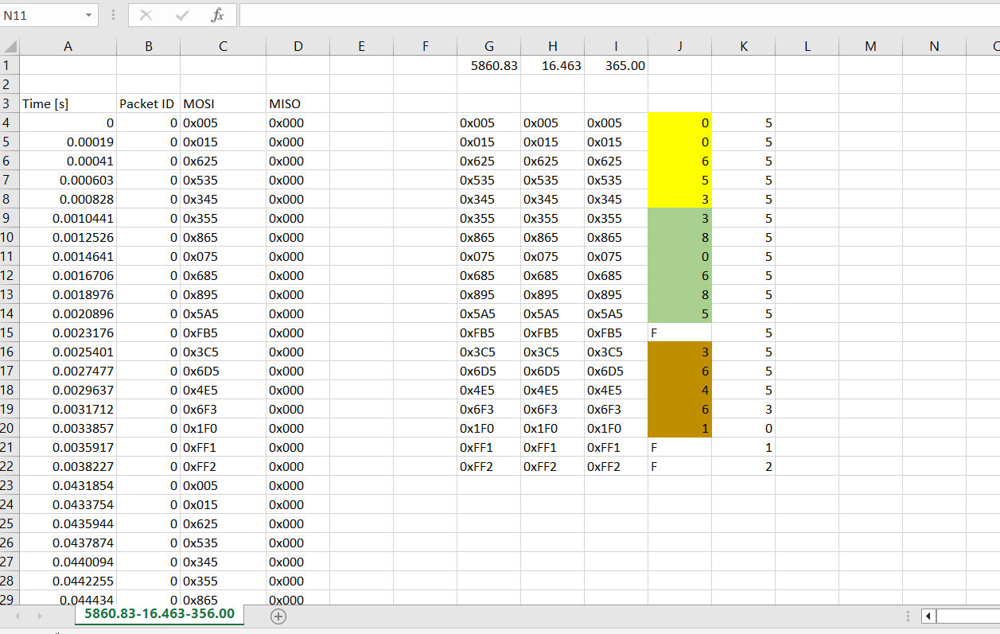 N11 fx
A B C D E F G H I J K L M N
1 5860.83 16.463 365.00
2
3 Time [s] Packet ID MOSI MISO
4 0 0 0x005 0x000 0x005 0x005 0x005 0 5
5 0.00019 0 0x015 0x000 0x015 0x015 0x015 0 5
6 0.00041 0 0x625 0x000 0x625 0x625 0x625 6 5
7 0.000603 0 0x535 0x000 0x535 0x535 0x535 5 5
8 0.000828 0 0x345 0x000 0x345 0x345 0x345 3 5
9 0.0010441 0 0x355 0x000 0x355 0x355 0x355 3 5
10 0.0012526 0 0x865 0x000 0x865 0x865 0x865 8 5
11 0.0014641 0 0x075 0x000 0x075 0x075 0x075 0 5
12 0.0016706 0 0x685 0x000 0x685 0x685 0x685 6 5
13 0.0018976 0 0x895 0x000 0x895 0x895 0x895 8 5
14 0.0020896 0 0x5A5 0x000 0x5A5 0x5A5 0x5A5 5 5
15 0.0023176 0 0xFB5 0x000 0xFB5 0xFB5 0xFB5 F 5
16 0.0025401 0 0x3C5 0x000 0x3C5 0x3C5 0x3C5 3 5
17 0.0027477 0 0x6D5 0x000 0x6D5 0x6D5 0x6D5 6 5
18 0.0029637 0 0x4E5 0x000 0x4E5 0x4E5 0x4E5 4 5
19 0.0031712 0 0x6F3 0x000 0x6F3 0x6F3 0x6F3 6 3
20 0.0033857 0 0x1F0 0x000 0x1F0 0x1F0 0x1F0 1 0
21 0.0035917 0 0xFF1 0x000 0xFF1 0xFF1 0xFF1 F 1
22 0.0038227 0 0xFF2 0x000 0xFF2 0xFF2 0xFF2 F 2
23 0.0431854 0 0x005 0x000
24 0.0433754 0 0x015 0x000
25 0.0435944 0 0x625 0x000
26 0.0437874 0 0x535 0x000
27 0.0440094 0 0x345 0x000
28 0.0442255 0 0x355 0x000
29 0.044434 0 0x865 0x000
5860.83-16.463-356.00